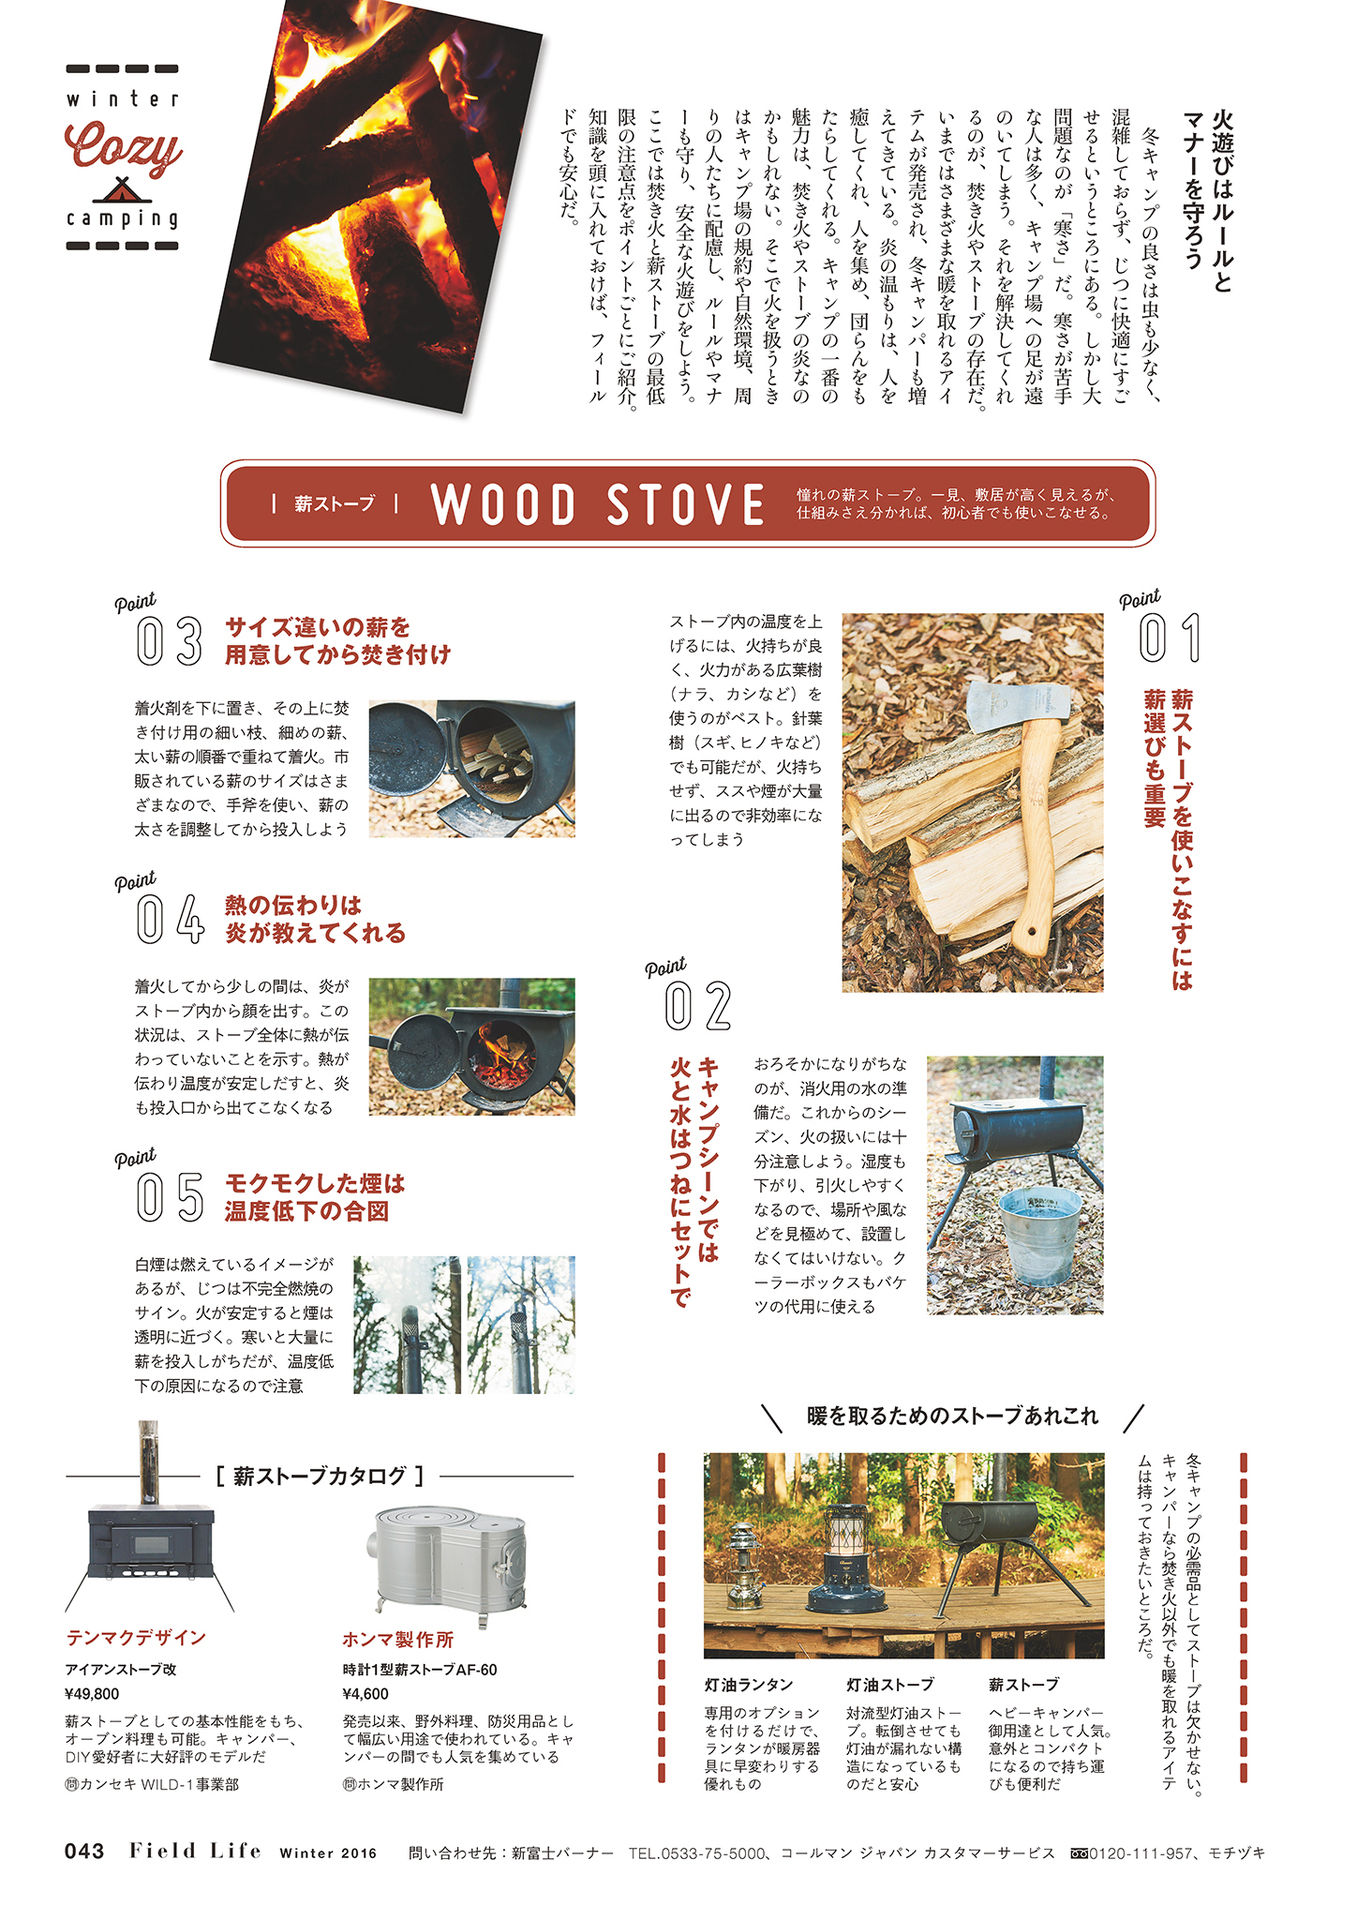 winter
Cozy
camping
火遊びはルールと
マナーを守ろう
冬キャンプの良さは虫も少なく、
混雑しておらず、じつに快適にすご
せるというところにある。しかし大
問題なのが「寒さ」だ。寒さが苦手
な人は多く、キャンプ場への足が遠
のいてしまう。それを解決してくれ
るのが、焚き火やストーブの存在だ。
いまではさまざまな暖を取れるアイ
テムが発売され、冬キャンパーも増
えてきている。炎の温もりは、人を
癒してくれ、人を集め、団らんをも
たらしてくれる。キャンプの一番の
魅力は、焚き火やストーブの炎なの
かもしれない。そこで火を扱うとき
はキャンプ場の規約や自然環境、周
りの人たちに配慮し、ルールやマナ
ーも守り、安全な火遊びをしよう。
ここでは焚き火と薪ストーブの最低
限の注意点をポイントごとにご紹介。
知識を頭に入れておけば、フィール
ドでも安心だ。
| 薪ストーブ |
WOOD STOVE
憧れの薪ストーブ。一見、敷居が高く見えるが、
仕組みさえ分かれば、初心者でも使いこなせる。
Point
01
薪ストーブを使いこなすには
薪選びも重要
ストーブ内の温度を上
げるには、火持ちが良
く、火力がある広葉樹
（ナラ、カシなど）を
使うのがベスト。針葉
樹（スギ、ヒノキなど）
でも可能だが、火持ち
せず、ススや煙が大量
に出るので非効率にな
ってしまう
Point
02
キャンプシーンでは
火と水はつねにセットで
おろそかになりがちな
のが、消火用の水の準
備だ。これからのシー
ズン、火の扱いには十
分注意しよう。湿度も
下がり、引火しやすく
なるので、場所や風な
どを見極めて、設置し
なくてはいけない。ク
ーラーボックスもバケ
ツの代用に使える
Point
03
サイズ違いの薪を
用意してから焚き付け
着火剤を下に置き、その上に焚
き付け用の細い枝、細めの薪、
太い薪の順番で重ねて着火。市
販されている薪のサイズはさま
ざまなので、手斧を使い、薪の
太さを調整してから投入しよう
Point
04
熱の伝わりは
炎が教えてくれる
着火してから少しの間は、炎が
ストーブ内から顔を出す。この
状況は、ストーブ全体に熱が伝
わっていないことを示す。熱が
伝わり温度が安定しだすと、炎
も投入口から出てこなくなる
Point
05
モクモクした煙は
温度低下の合図
白煙は燃えているイメージが
あるが、じつは不完全燃焼の
サイン。火が安定すると煙は
透明に近づく。寒いと大量に
薪を投入しがちだが、温度低
下の原因になるので注意
[ 薪ストーブカタログ ]
テンマクデザイン
アイアンストーブ改
¥49,800
薪ストーブとしての基本性能をもち、
オーブン料理も可能。キャンパー、
DIY愛好者に大好評のモデルだ
㉄カンセキ WILD-1事業部
ホンマ製作所
時計1型薪ストーブAF-60
¥4,600
発売以来、野外料理、防災用品とし
て幅広い用途で使われている。キャ
ンパーの間でも人気を集めている
㉄ホンマ製作所
暖を取るためのストーブあれこれ
冬キャンプの必需品としてストーブは欠かせない。
キャンパーなら焚き火以外でも暖を取れるアイテ
ムは持っておきたいところだ。
灯油ランタン
専用のオプション
を付けるだけで、
ランタンが暖房器
具に早変わりする
優れもの
灯油ストーブ
対流型灯油ストー
ブ。転倒させても
灯油が漏れない構
造になっているも
のだと安心
薪ストーブ
ヘビーキャンパー
御用達として人気。
意外とコンパクト
になるので持ち運
びも便利だ
043 Field Life Winter 2016 問い合わせ先：新富士バーナー TEL.0533-75-5000、コールマン ジャパン カスタマーサービス 0120-111-957、モチヅキ